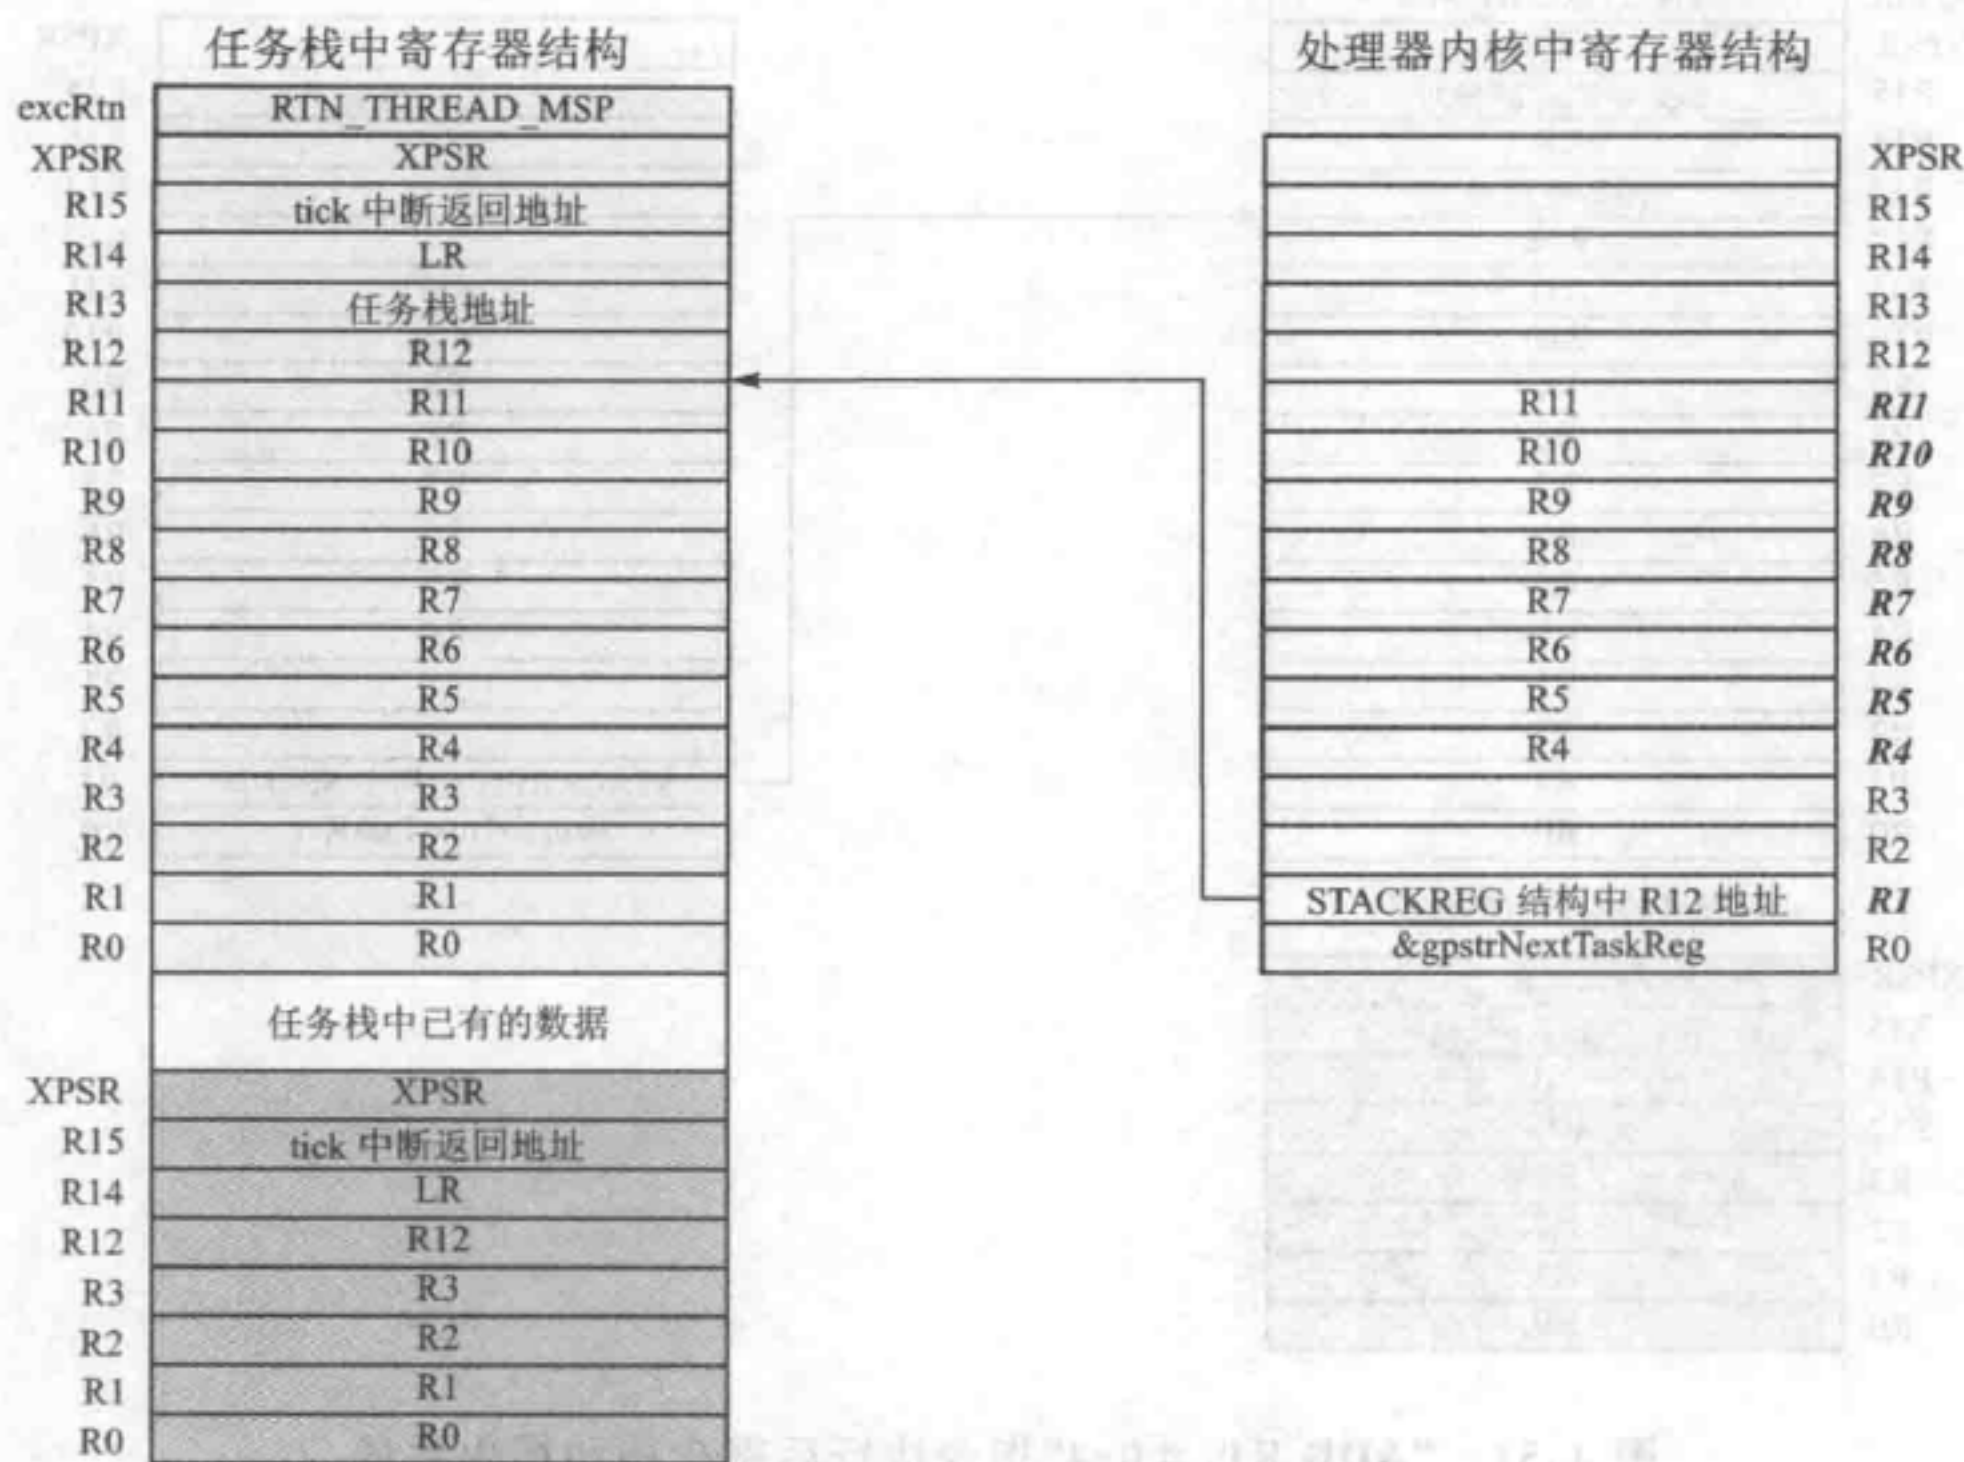 任务栈中寄存器结构
excRtn RTN_THREAD_MSP
XPSR XPSR
R15 tick 中断返回地址
R14 LR
R13 任务栈地址
R12 R12
R11 R11
R10 R10
R9 R9
R8 R8
R7 R7
R6 R6
R5 R5
R4 R4
R3 R3
R2 R2
R1 R1
R0 R0
任务栈中已有的数据
XPSR XPSR
R15 tick 中断返回地址
R14 LR
R12 R12
R3 R3
R2 R2
R1 R1
R0 R0
处理器内核中寄存器结构
XPSR
R15
R14
R13
R12
R11 R11
R10 R10
R9 R9
R8 R8
R7 R7
R6 R6
R5 R5
R4 R4
R3
R2
STACKREG 结构中 R12 地址 R1
&gpstrNextTaskReg R0